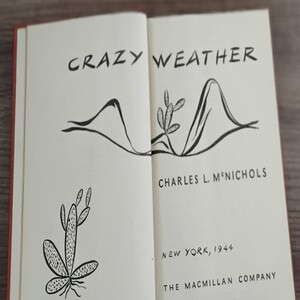 CRAZY WEATHER
CHARLES L. McNICHOLS
NEW YORK, 1944
THE MACMILLAN COMPANY